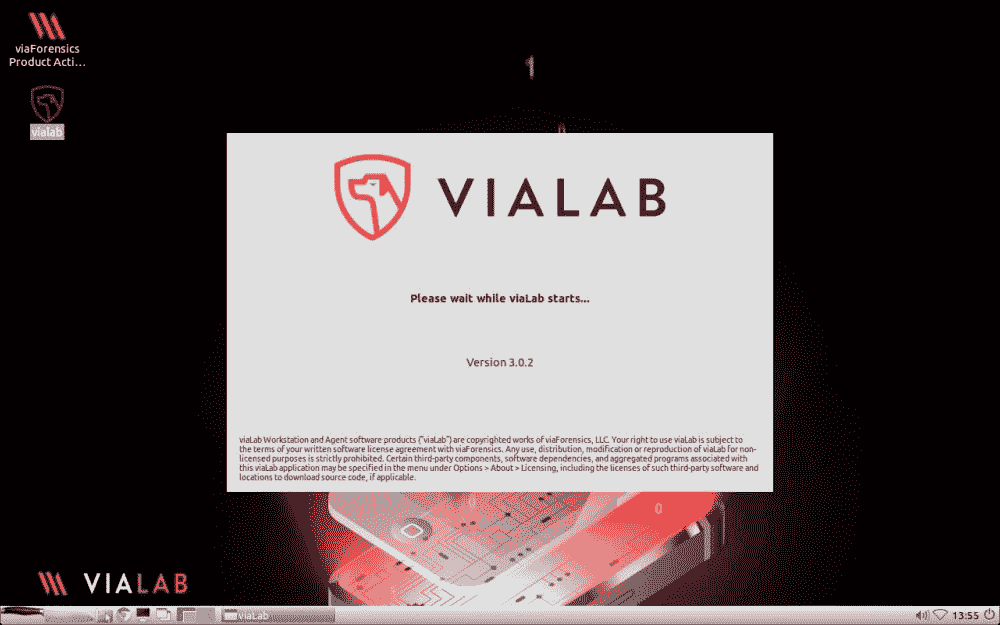 viaForensics
Product Acti...
vialab
1
0
VIALAB
Please wait while viaLab starts...
Version 3.0.2
viaLab Workstation and Agent software products ("viaLab") are copyrighted works of viaForensics, LLC. Your right to use viaLab is subject to
the terms of your written software license agreement with viaForensics. Any use, distribution, modification or reproduction of viaLab for non-
licensed purposes is strictly prohibited. Certain third-party components, software dependencies, and aggregated programs associated with
this viaLab application may be specified in the menu under Options > About > Licensing, including the licenses of such third-party software and
locations to download source code, if applicable.
0
0
VIALAB
viaLab
13:55